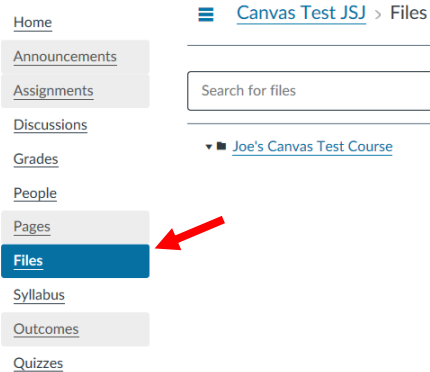 Home
Announcements
Assignments
Discussions
Grades
People
Pages
Files
Syllabus
Outcomes
Quizzes
Canvas Test JSJ > Files
Search for files
Joe's Canvas Test Course